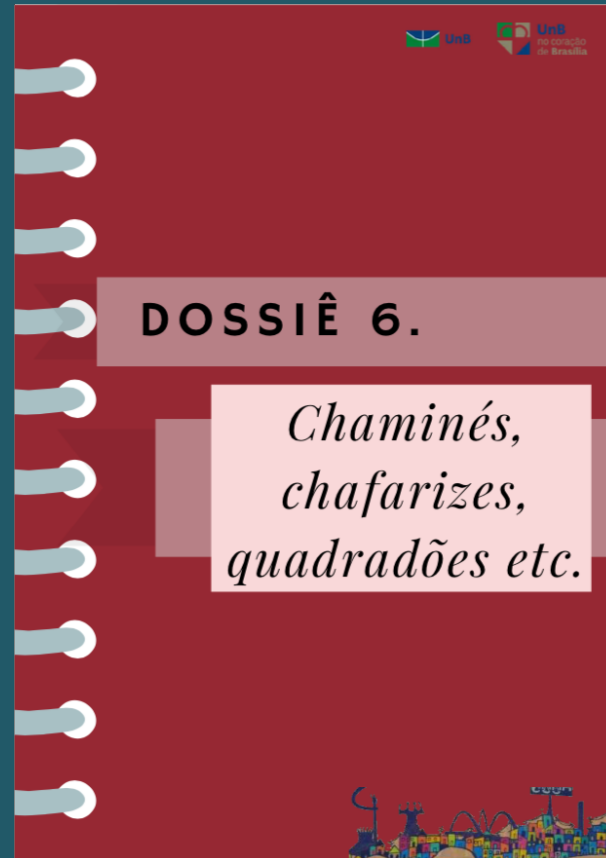 UnB
UnB
no coração
de Brasília
DOSSIÊ 6.
Chaminés,
chafarizes,
quadradões etc.